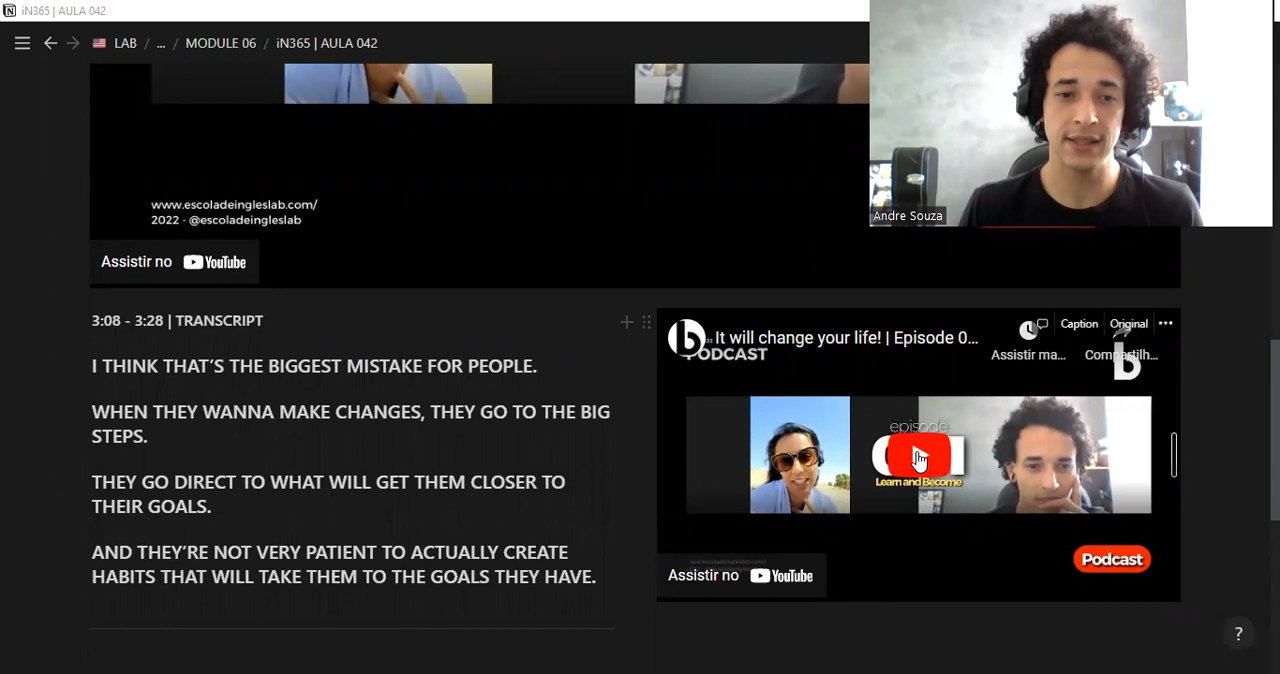 iN365 | AULA 042
LAB / ... / MODULE 06 / iN365 | AULA 042
Andre Souza
www.escoladeingleslab.com/
2022 - @escoladeingleslab
Assistir no YouTube
3:08 - 3:28 | TRANSCRIPT
I THINK THAT'S THE BIGGEST MISTAKE FOR PEOPLE.
WHEN THEY WANNA MAKE CHANGES, THEY GO TO THE BIG
STEPS.
THEY GO DIRECT TO WHAT WILL GET THEM CLOSER TO
THEIR GOALS.
AND THEY'RE NOT VERY PATIENT TO ACTUALLY CREATE
HABITS THAT WILL TAKE THEM TO THE GOALS THEY HAVE.
Caption Original
It will change your life! | Episode 0...
PODCAST
Assistir ma... Compartilh...
episode
Learn and Become
Podcast
Assistir no YouTube
?